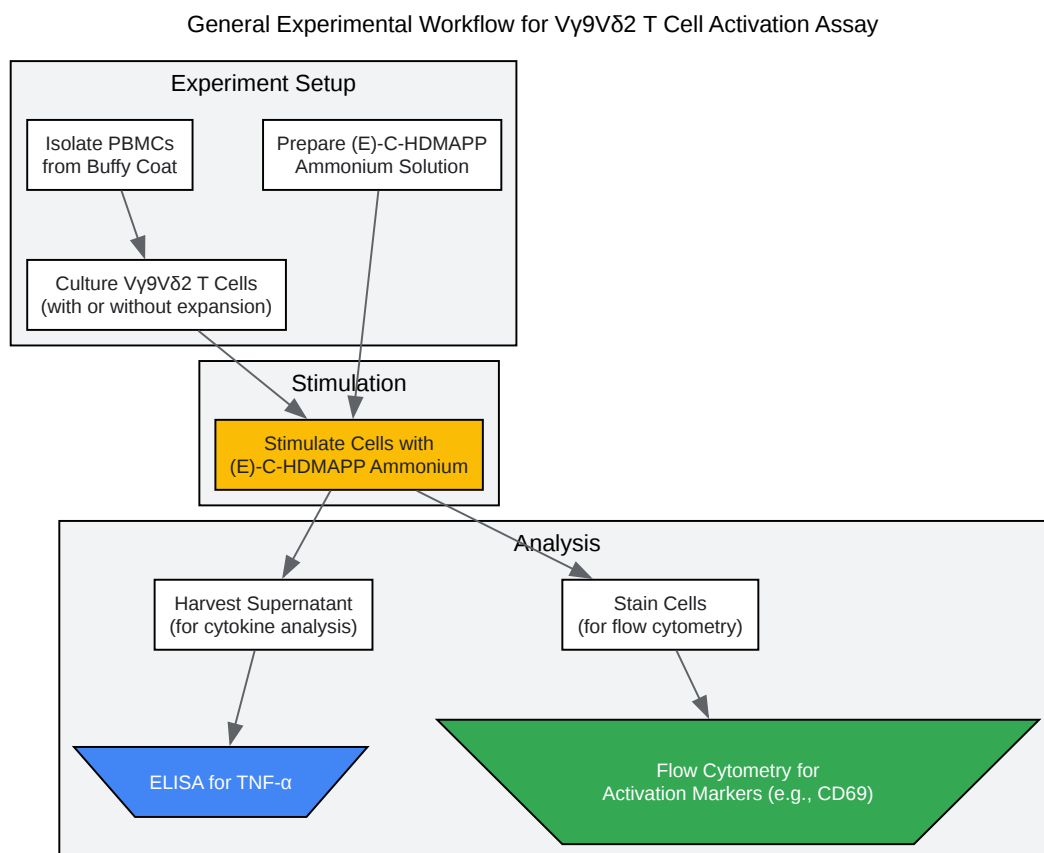 General Experimental Workflow for Vγ9Vδ2 T Cell Activation Assay
Experiment Setup
Isolate PBMCs
from Buffy Coat
Prepare (E)-C-HDMAPP
Ammonium Solution
Culture Vγ9Vδ2 T Cells
(with or without expansion)
Stimulation
Stimulate Cells with
(E)-C-HDMAPP Ammonium
Analysis
Harvest Supernatant
(for cytokine analysis)
Stain Cells
(for flow cytometry)
ELISA for TNF-α
Flow Cytometry for
Activation Markers (e.g., CD69)